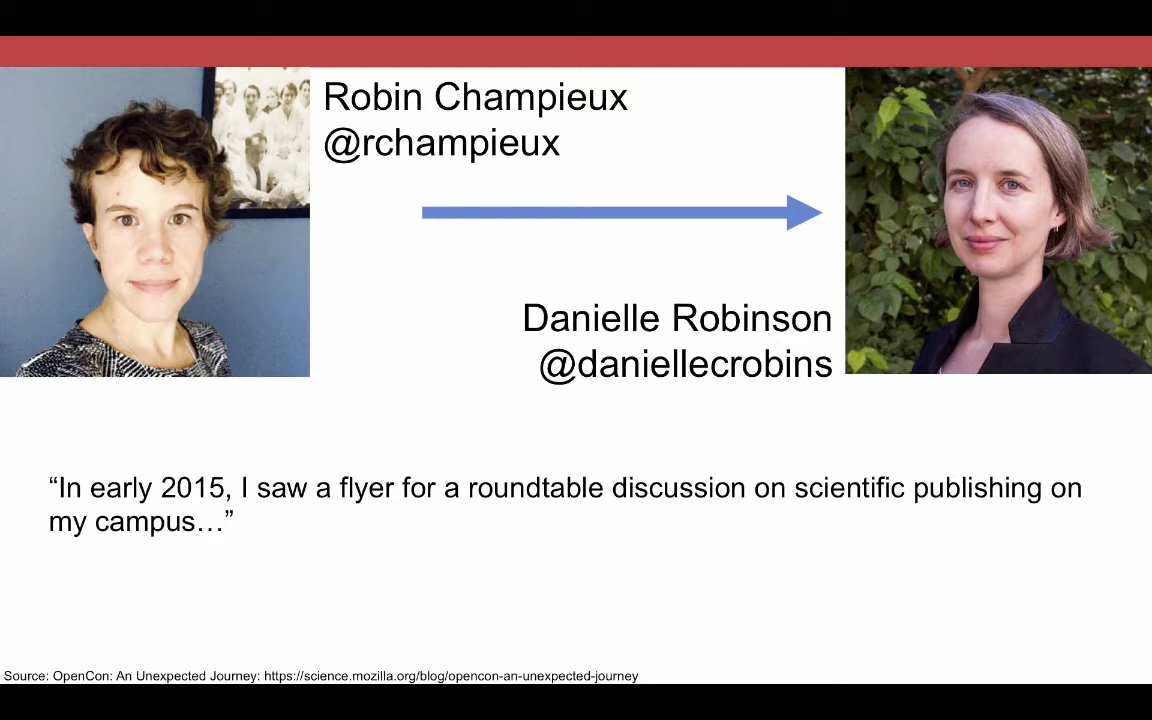 Robin Champieux
@rchampieux
Danielle Robinson
@daniellecrobins
“In early 2015, I saw a flyer for a roundtable discussion on scientific publishing on
my campus…”
Source: OpenCon: An Unexpected Journey: https://science.mozilla.org/blog/opencon-an-unexpected-journey